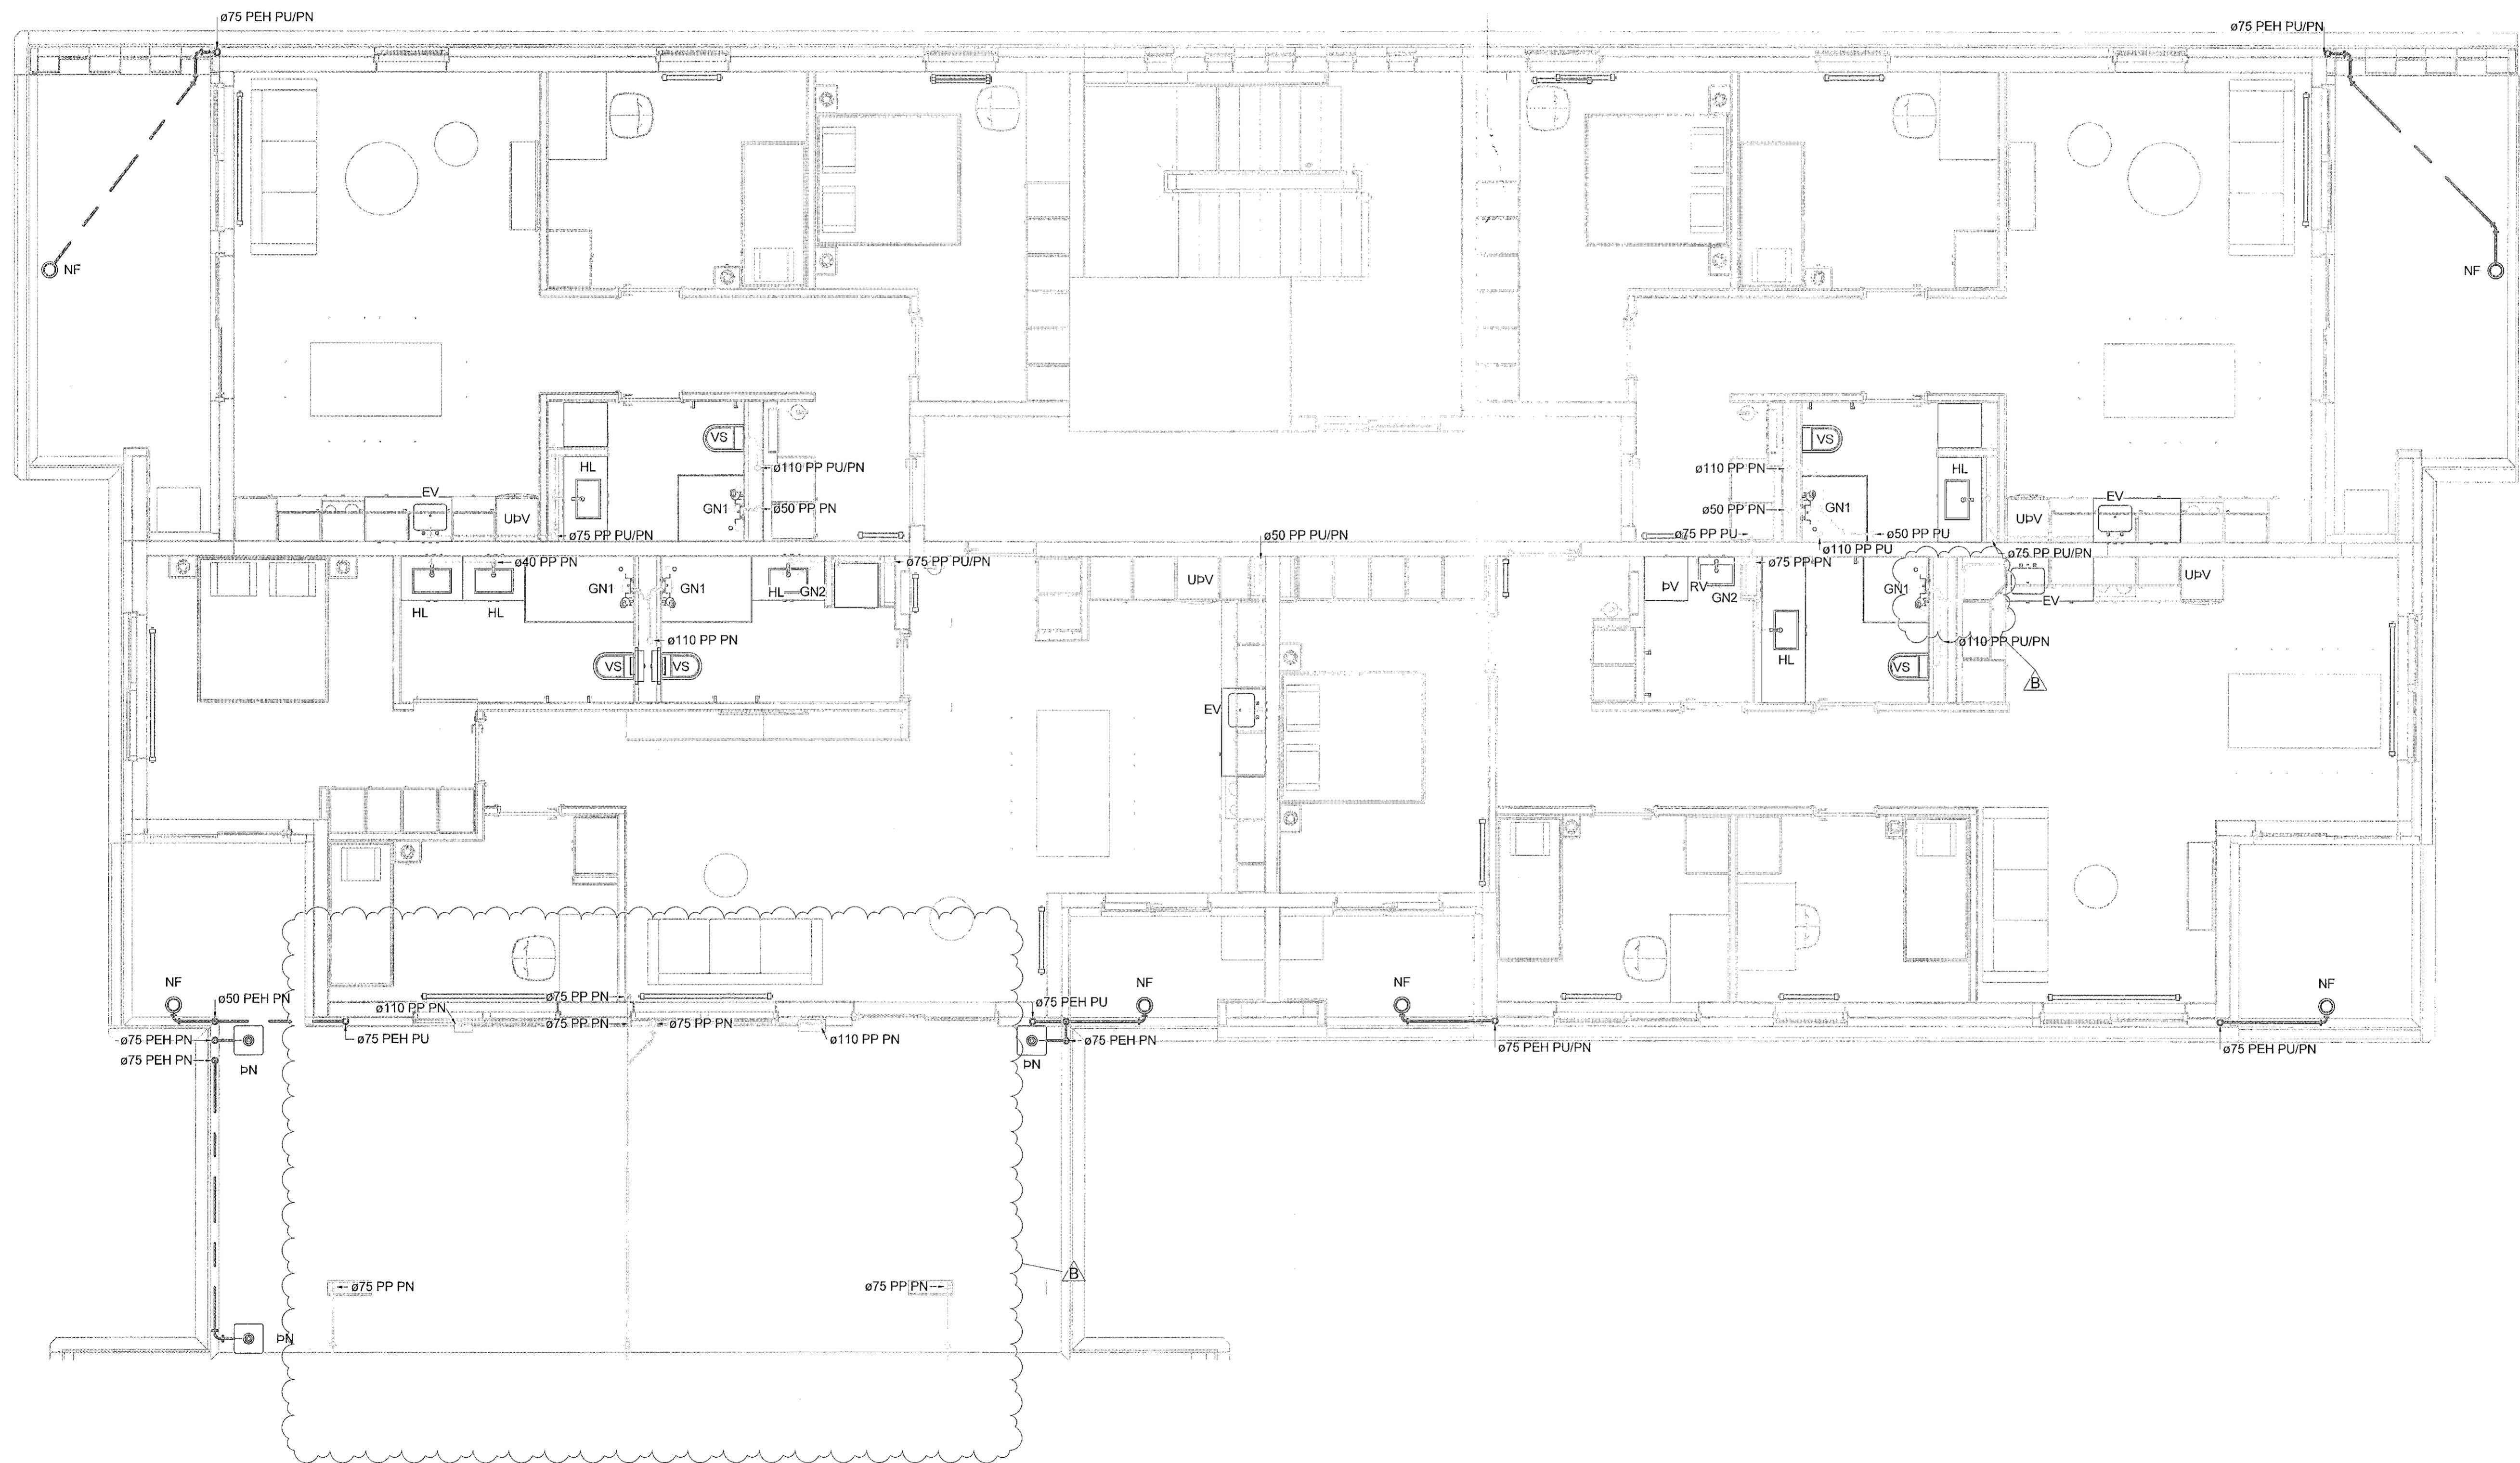 ø75 PEH PU/PN
ø75 PEH PU/PN
NF
NF
VS
VS
HL
ø110 PP PU/PN
ø110 PP PN
HL
EV
EV
GN1
ø50 PP PN
ø50 PP PN
GN1
UÞV
UÞV
ø75 PP PU/PN
ø50 PP PU/PN
ø75 PP PU
ø50 PP PU
ø110 PP PU
ø75 PP PU/PN
ø40 PP PN
ø75 PP PU/PN
ø75 PP PN
GN1
GN1
HL
GN2
UÞV
ÞV
RV
GN2
GN1
UÞV
EV
HL
HL
ø110 PP PN
ø110 PP PU/PN
VS
VS
HL
VS
B
EV
NF
NF
NF
NF
ø50 PEH PN
ø75 PP PN
ø110 PP PN
ø75 PEH PU
ø75 PP PN
ø75 PP PN
ø75 PEH PN
ø75 PEH PU
ø110 PP PN
ø75 PEH PN
ø75 PEH PU/PN
ø75 PEH PU/PN
ø75 PEH PN
ÞN
ÞN
B
ø75 PP PN
ø75 PP PN
ÞN